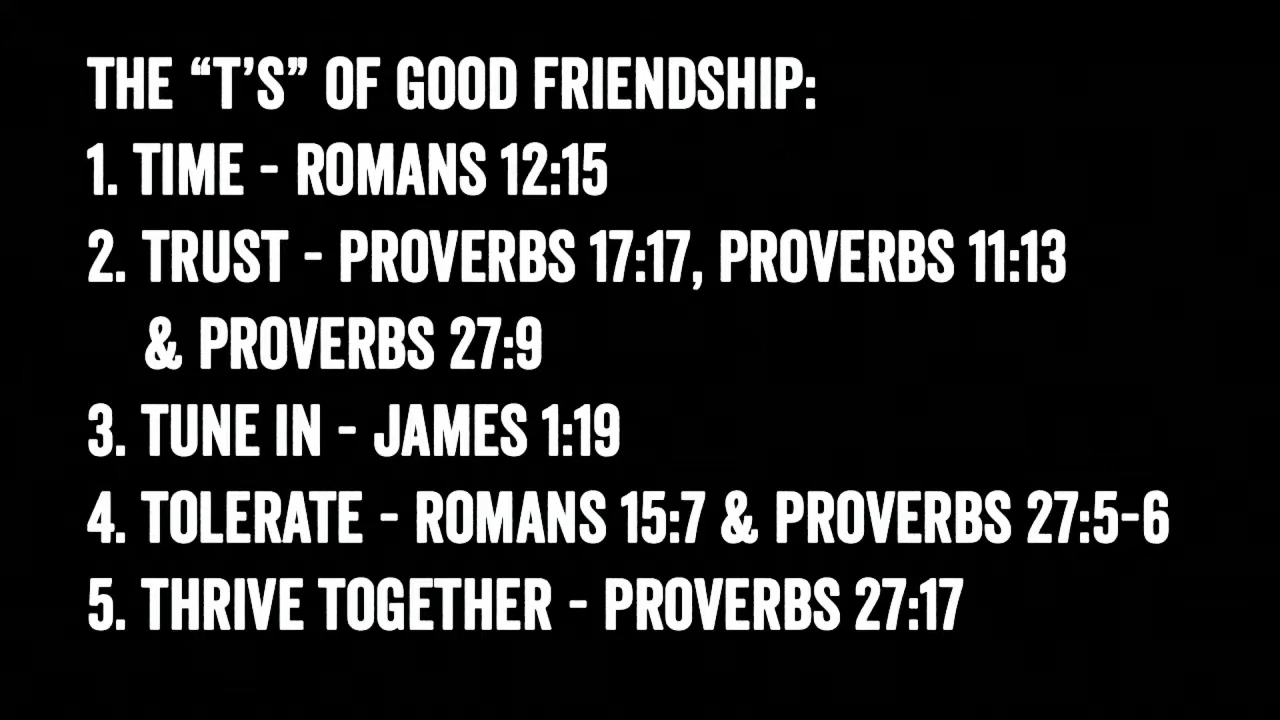 THE “T’S” OF GOOD FRIENDSHIP:
1. TIME - ROMANS 12:15
2. TRUST - PROVERBS 17:17, PROVERBS 11:13
& PROVERBS 27:9
3. TUNE IN - JAMES 1:19
4. TOLERATE - ROMANS 15:7 & PROVERBS 27:5-6
5. THRIVE TOGETHER - PROVERBS 27:17